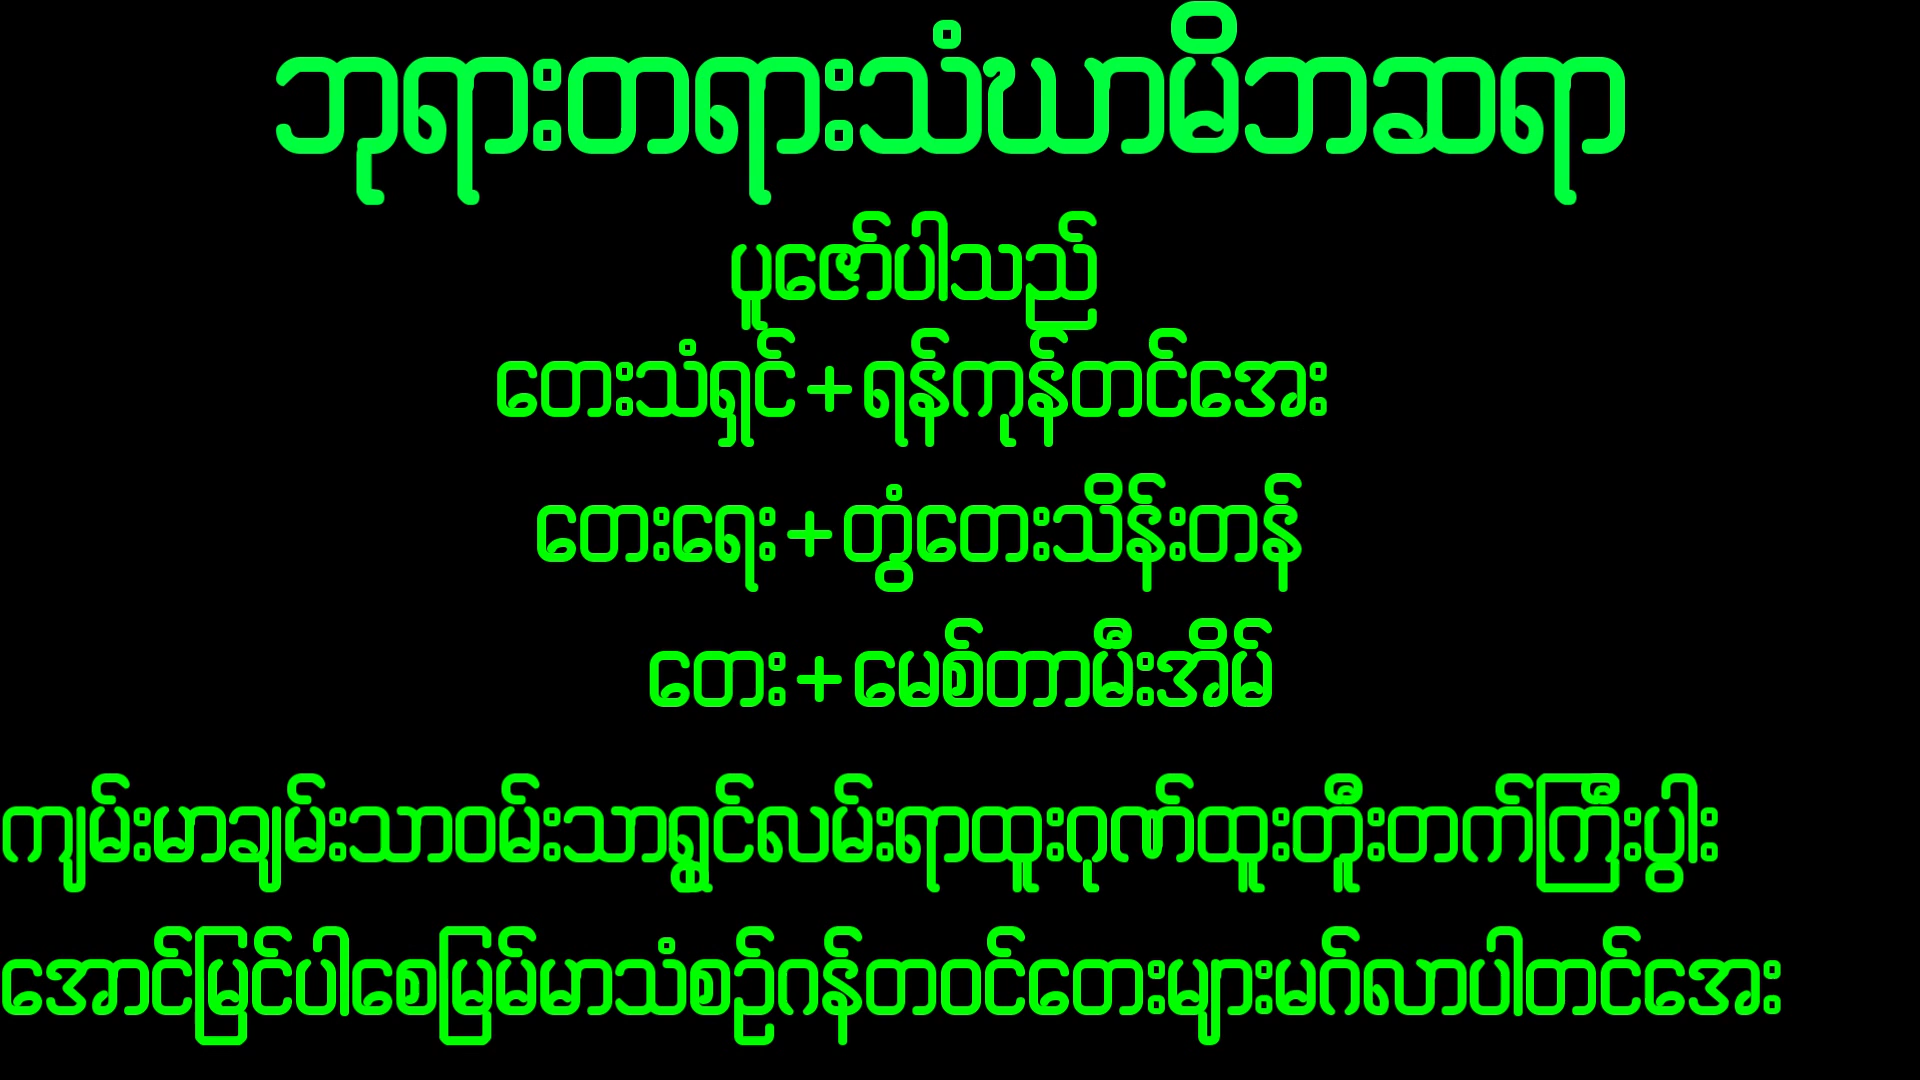 ဘုရားတရားသံဃာမိဘဆရာ
ပူဇော်ပါသည်
တေးသံရှင်+ရန်ကုန်တင်အေး
တေးရေး+တွံတေးသိန်းတန်
တေး+မေစ်တာမီးအိမ်
ကျမ်းမာချမ်းသာဝမ်းသာရွှင်လမ်းရာထူးဂုဏ်ထူးတီူးတက်ကြီးပွါး
အောင်မြင်ပါစေမြမ်မာသံစဉ်ဂန်တဝင်တေးများမင်္ဂလာပါတင်အေး